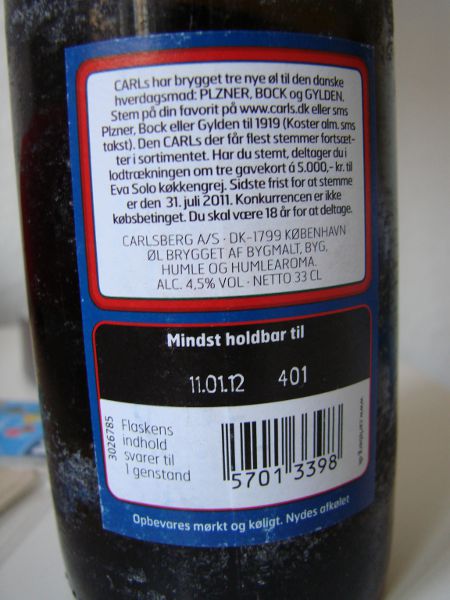 CARLs har brygget tre nye øl til den danske
hverdagsmad: PLZNER, BOCK og GYLDEN.
Stem på din favorit på www.carls.dk eller sms
Plzner, Bock eller Gylden til 1919 (Koster alm. sms
takst). Den CARLs der får flest stemmer fortsæt-
ter i sortimentet. Har du stemt, deltager du i
lodtrækningen om tre gavekort á 5.000,- kr. til
Eva Solo køkkengrej. Sidste frist for at stemme
er den 31. juli 2011. Konkurrencen er ikke
købsbetinget. Du skal være 18 år for at deltage.
CARLSBERG A/S · DK-1799 KØBENHAVN
ØL BRYGGET AF BYGMALT, BYG,
HUMLE OG HUMLEAROMA.
ALC. 4,5% VOL · NETTO 33 CL
Mindst holdbar til
11.01.12 401
3026785
Flaskens
indhold
svarer til
1 genstand
5701 3398
Opbevares mørkt og køligt. Nydes afkølet